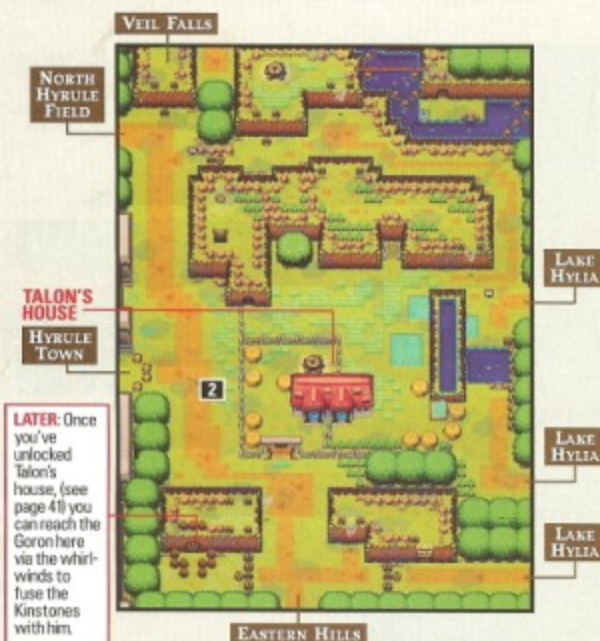 VEIL FALLS
NORTH
HYRULE
FIELD
LAKE
HYLIA
TALON'S
HOUSE
HYRULE
TOWN
2
LATER: Once
you've
unlocked
Talon's
house, (see
page 41) you
can reach the
Goron here
via the whirl-
winds to
fuse the
Kinstones
with him.
LAKE
HYLIA
LAKE
HYLIA
EASTERN HILLS